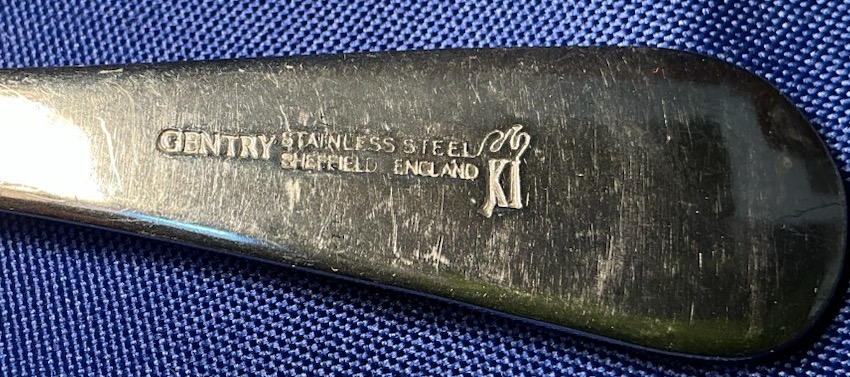 GENTRY STAINLESS STEEL
SHEFFIELD ENGLAND
KI